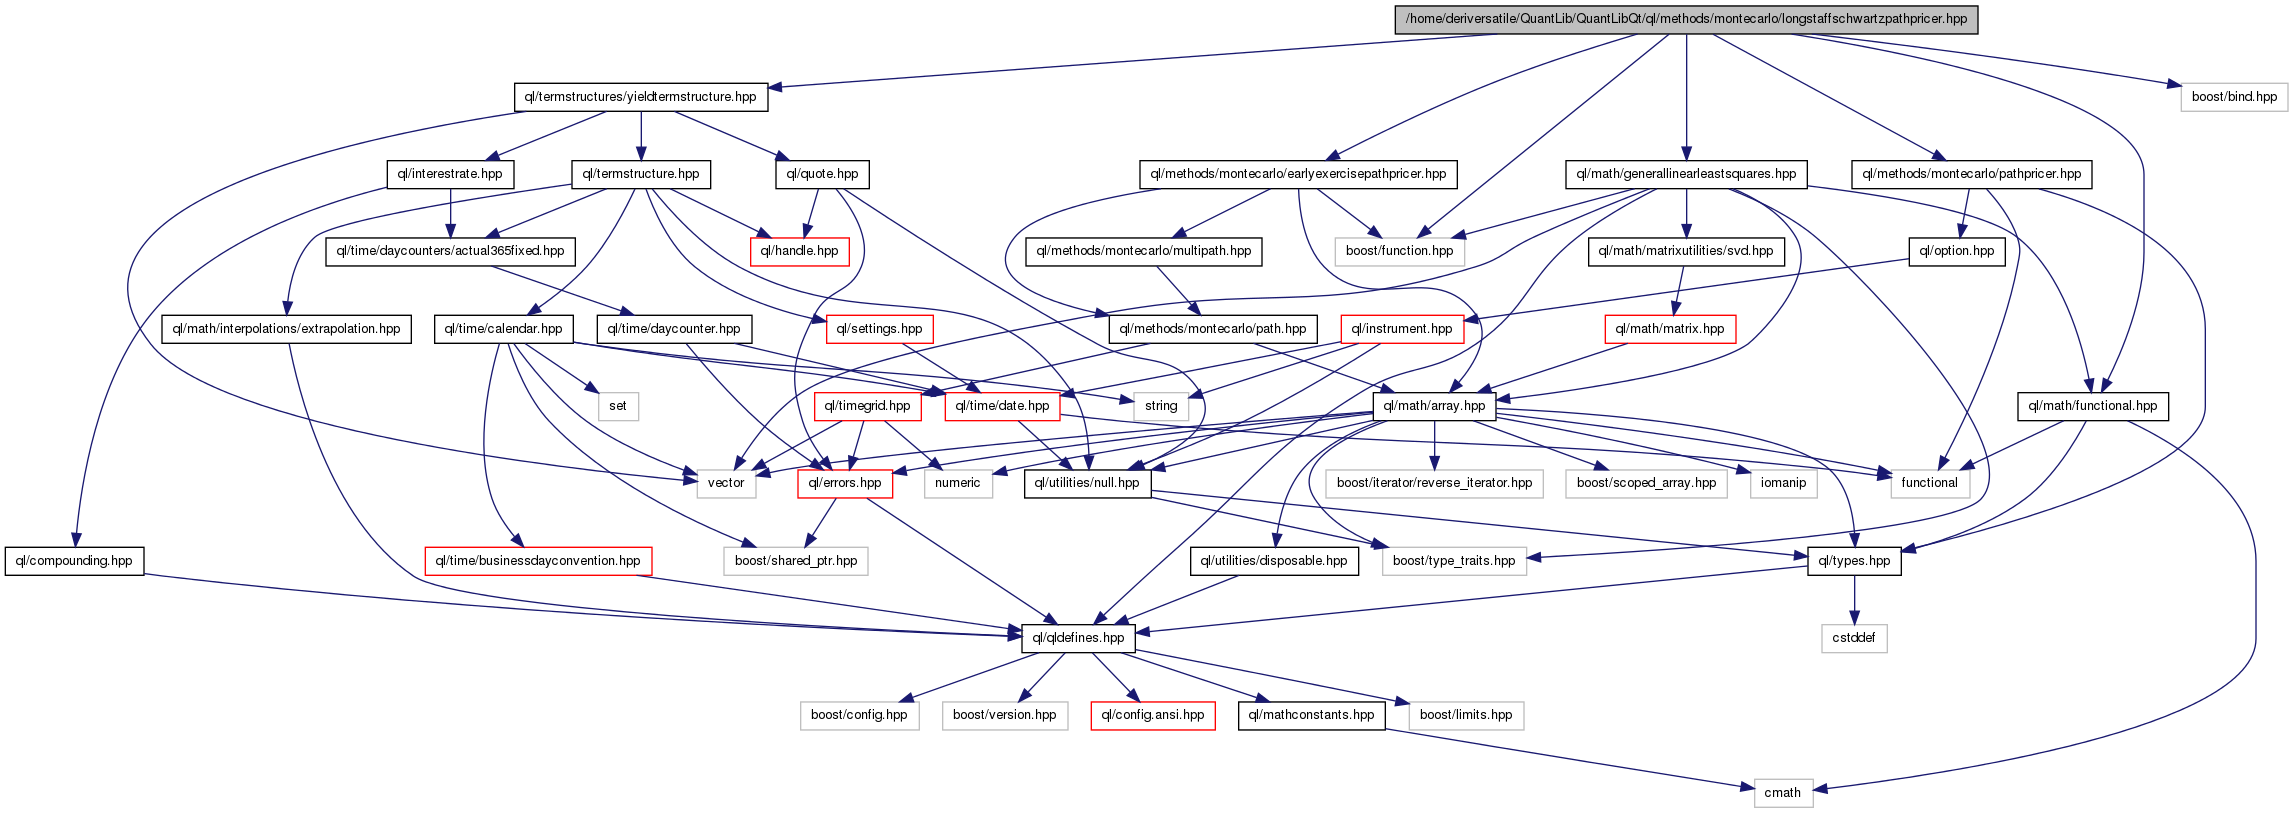 /home/deriversatile/QuantLib/QuantLibQt/ql/methods/montecarlo/longstaffschwartzpathpricer.hpp
ql/termstructures/yieldtermstructure.hpp
boost/bind.hpp
ql/interestrate.hpp
ql/termstructure.hpp
ql/quote.hpp
ql/methods/montecarlo/earlyexercisepathpricer.hpp
ql/math/generallinearleastsquares.hpp
ql/methods/montecarlo/pathpricer.hpp
ql/time/daycounters/actual365fixed.hpp
ql/handle.hpp
ql/methods/montecarlo/multipath.hpp
boost/function.hpp
ql/math/matrixutilities/svd.hpp
ql/option.hpp
ql/math/interpolations/extrapolation.hpp
ql/time/calendar.hpp
ql/time/daycounter.hpp
ql/settings.hpp
ql/methods/montecarlo/path.hpp
ql/instrument.hpp
ql/math/matrix.hpp
set
ql/timegrid.hpp
ql/time/date.hpp
string
ql/math/array.hpp
ql/math/functional.hpp
vector
ql/errors.hpp
numeric
ql/utilities/null.hpp
boost/iterator/reverse_iterator.hpp
boost/scoped_array.hpp
iomanip
functional
ql/compounding.hpp
ql/time/businessdayconvention.hpp
boost/shared_ptr.hpp
ql/utilities/disposable.hpp
boost/type_traits.hpp
ql/types.hpp
ql/qldefines.hpp
cstddef
boost/config.hpp
boost/version.hpp
ql/config.ansi.hpp
ql/mathconstants.hpp
boost/limits.hpp
cmath